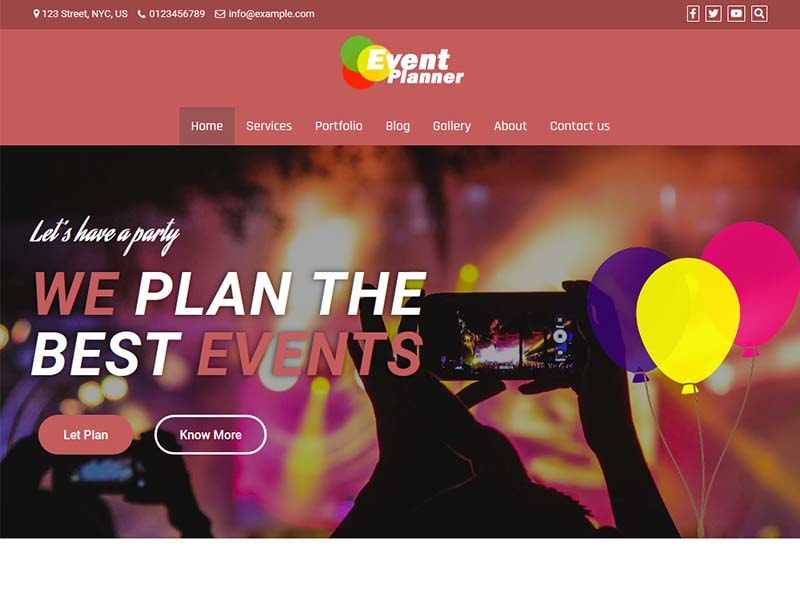 123 Street, NYC, US 0123456789 info@example.com
Event
Planner
Home Services Portfolio Blog Gallery About Contact us
Let's have a party
WE PLAN THE
BEST EVENTS
Let Plan Know More